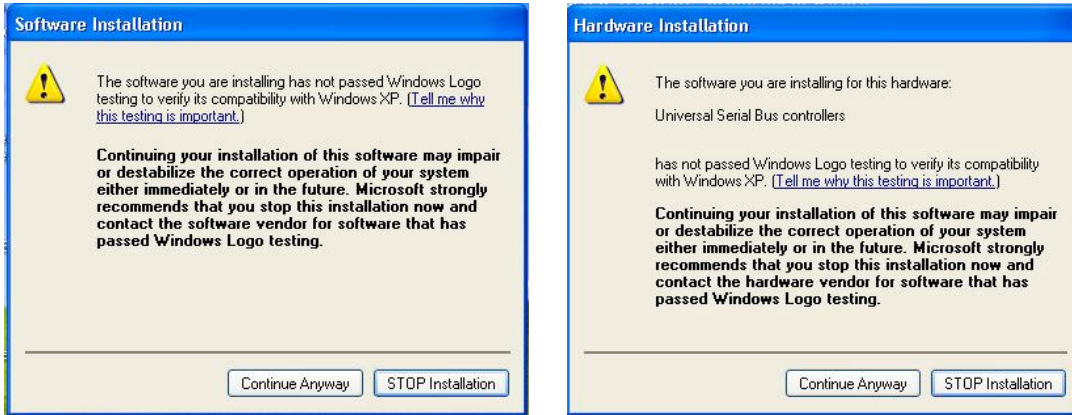 Software Installation
The software you are installing has not passed Windows Logo
testing to verify its compatibility with Windows XP. (Tell me why
this testing is important.)
Continuing your installation of this software may impair
or destabilize the correct operation of your system
either immediately or in the future. Microsoft strongly
recommends that you stop this installation now and
contact the software vendor for software that has
passed Windows Logo testing.
Continue Anyway
STOP Installation
Hardware Installation
The software you are installing for this hardware:
Universal Serial Bus controllers
has not passed Windows Logo testing to verify its compatibility
with Windows XP. (Tell me why this testing is important.)
Continuing your installation of this software may impair
or destabilize the correct operation of your system
either immediately or in the future. Microsoft strongly
recommends that you stop this installation now and
contact the hardware vendor for software that has
passed Windows Logo testing.
Continue Anyway
STOP Installation